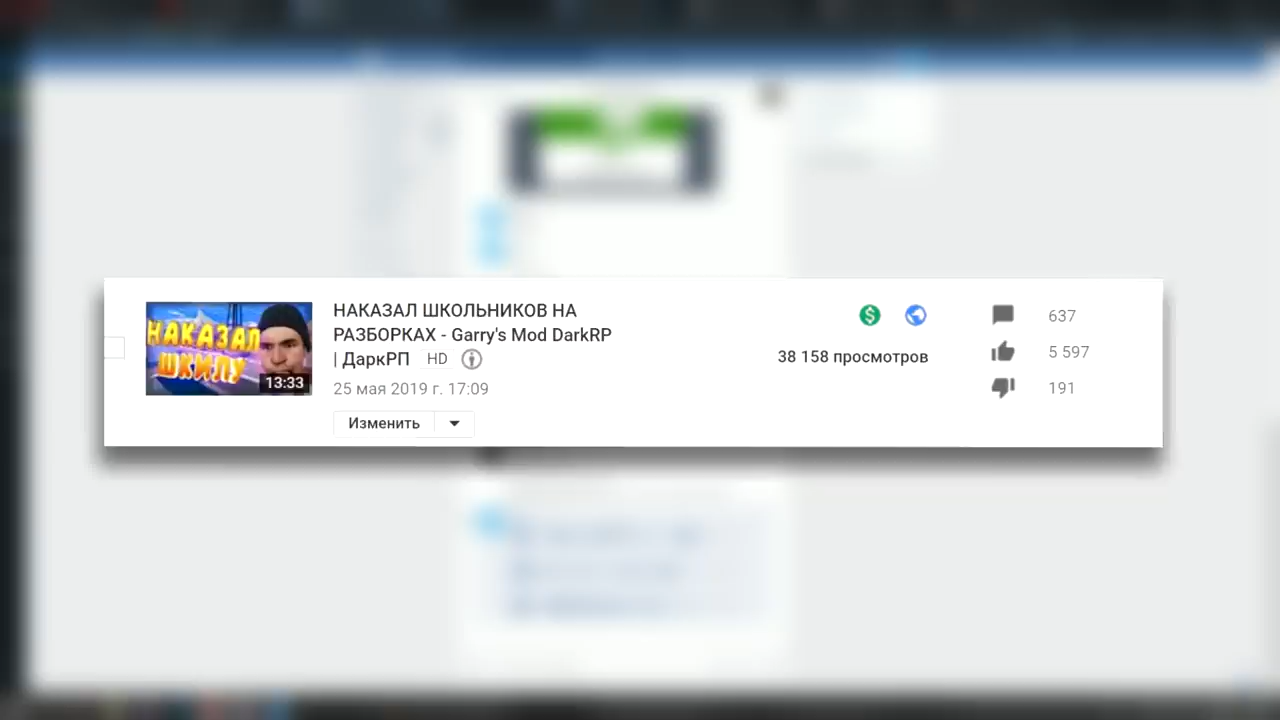 НАКАЗАЛ
ШКИЛУ
13:33
НАКАЗАЛ ШКОЛЬНИКОВ НА
РАЗБОРКАХ - Garry's Mod DarkRP
| ДаркРП HD
25 мая 2019 г. 17:09
Изменить
38 158 просмотров
637
5 597
191